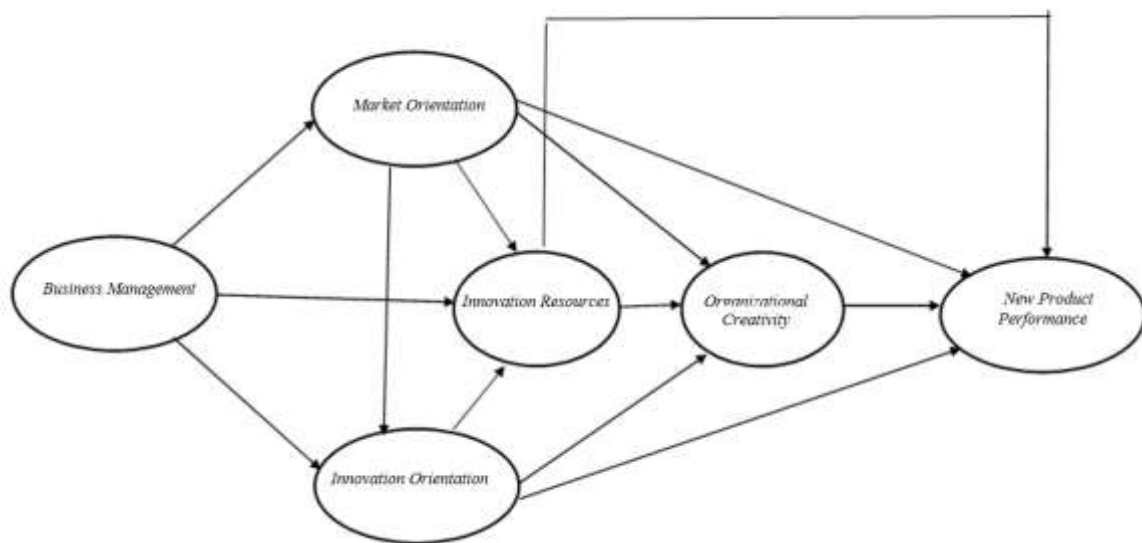 Market Orientation
Business Management
Innovation Resources
Organizational
Creativity
New Product
Performance
Innovation Orientation